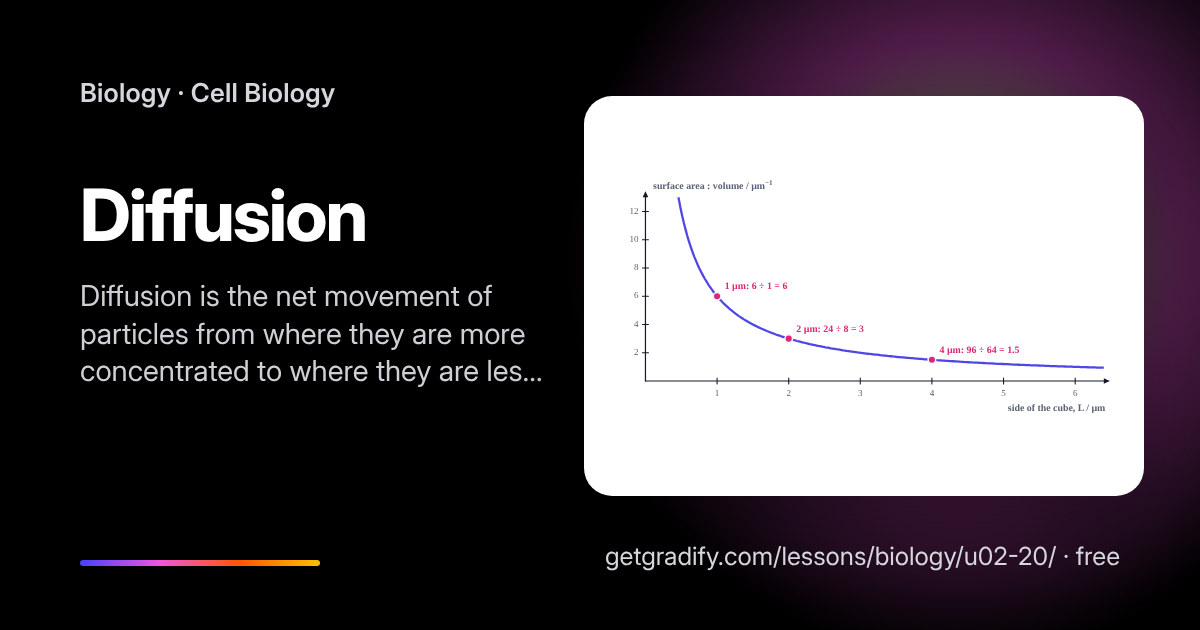 Biology · Cell Biology
Diffusion
Diffusion is the net movement of
particles from where they are more
concentrated to where they are les...
surface area : volume / µm⁻¹
12
10
8
6
4
2
1 µm: 6 ÷ 1 = 6
2 µm: 24 ÷ 8 = 3
4 µm: 96 ÷ 64 = 1.5
1 2 3 4 5 6
side of the cube, L / µm
getgradify.com/lessons/biology/u02-20/ · free